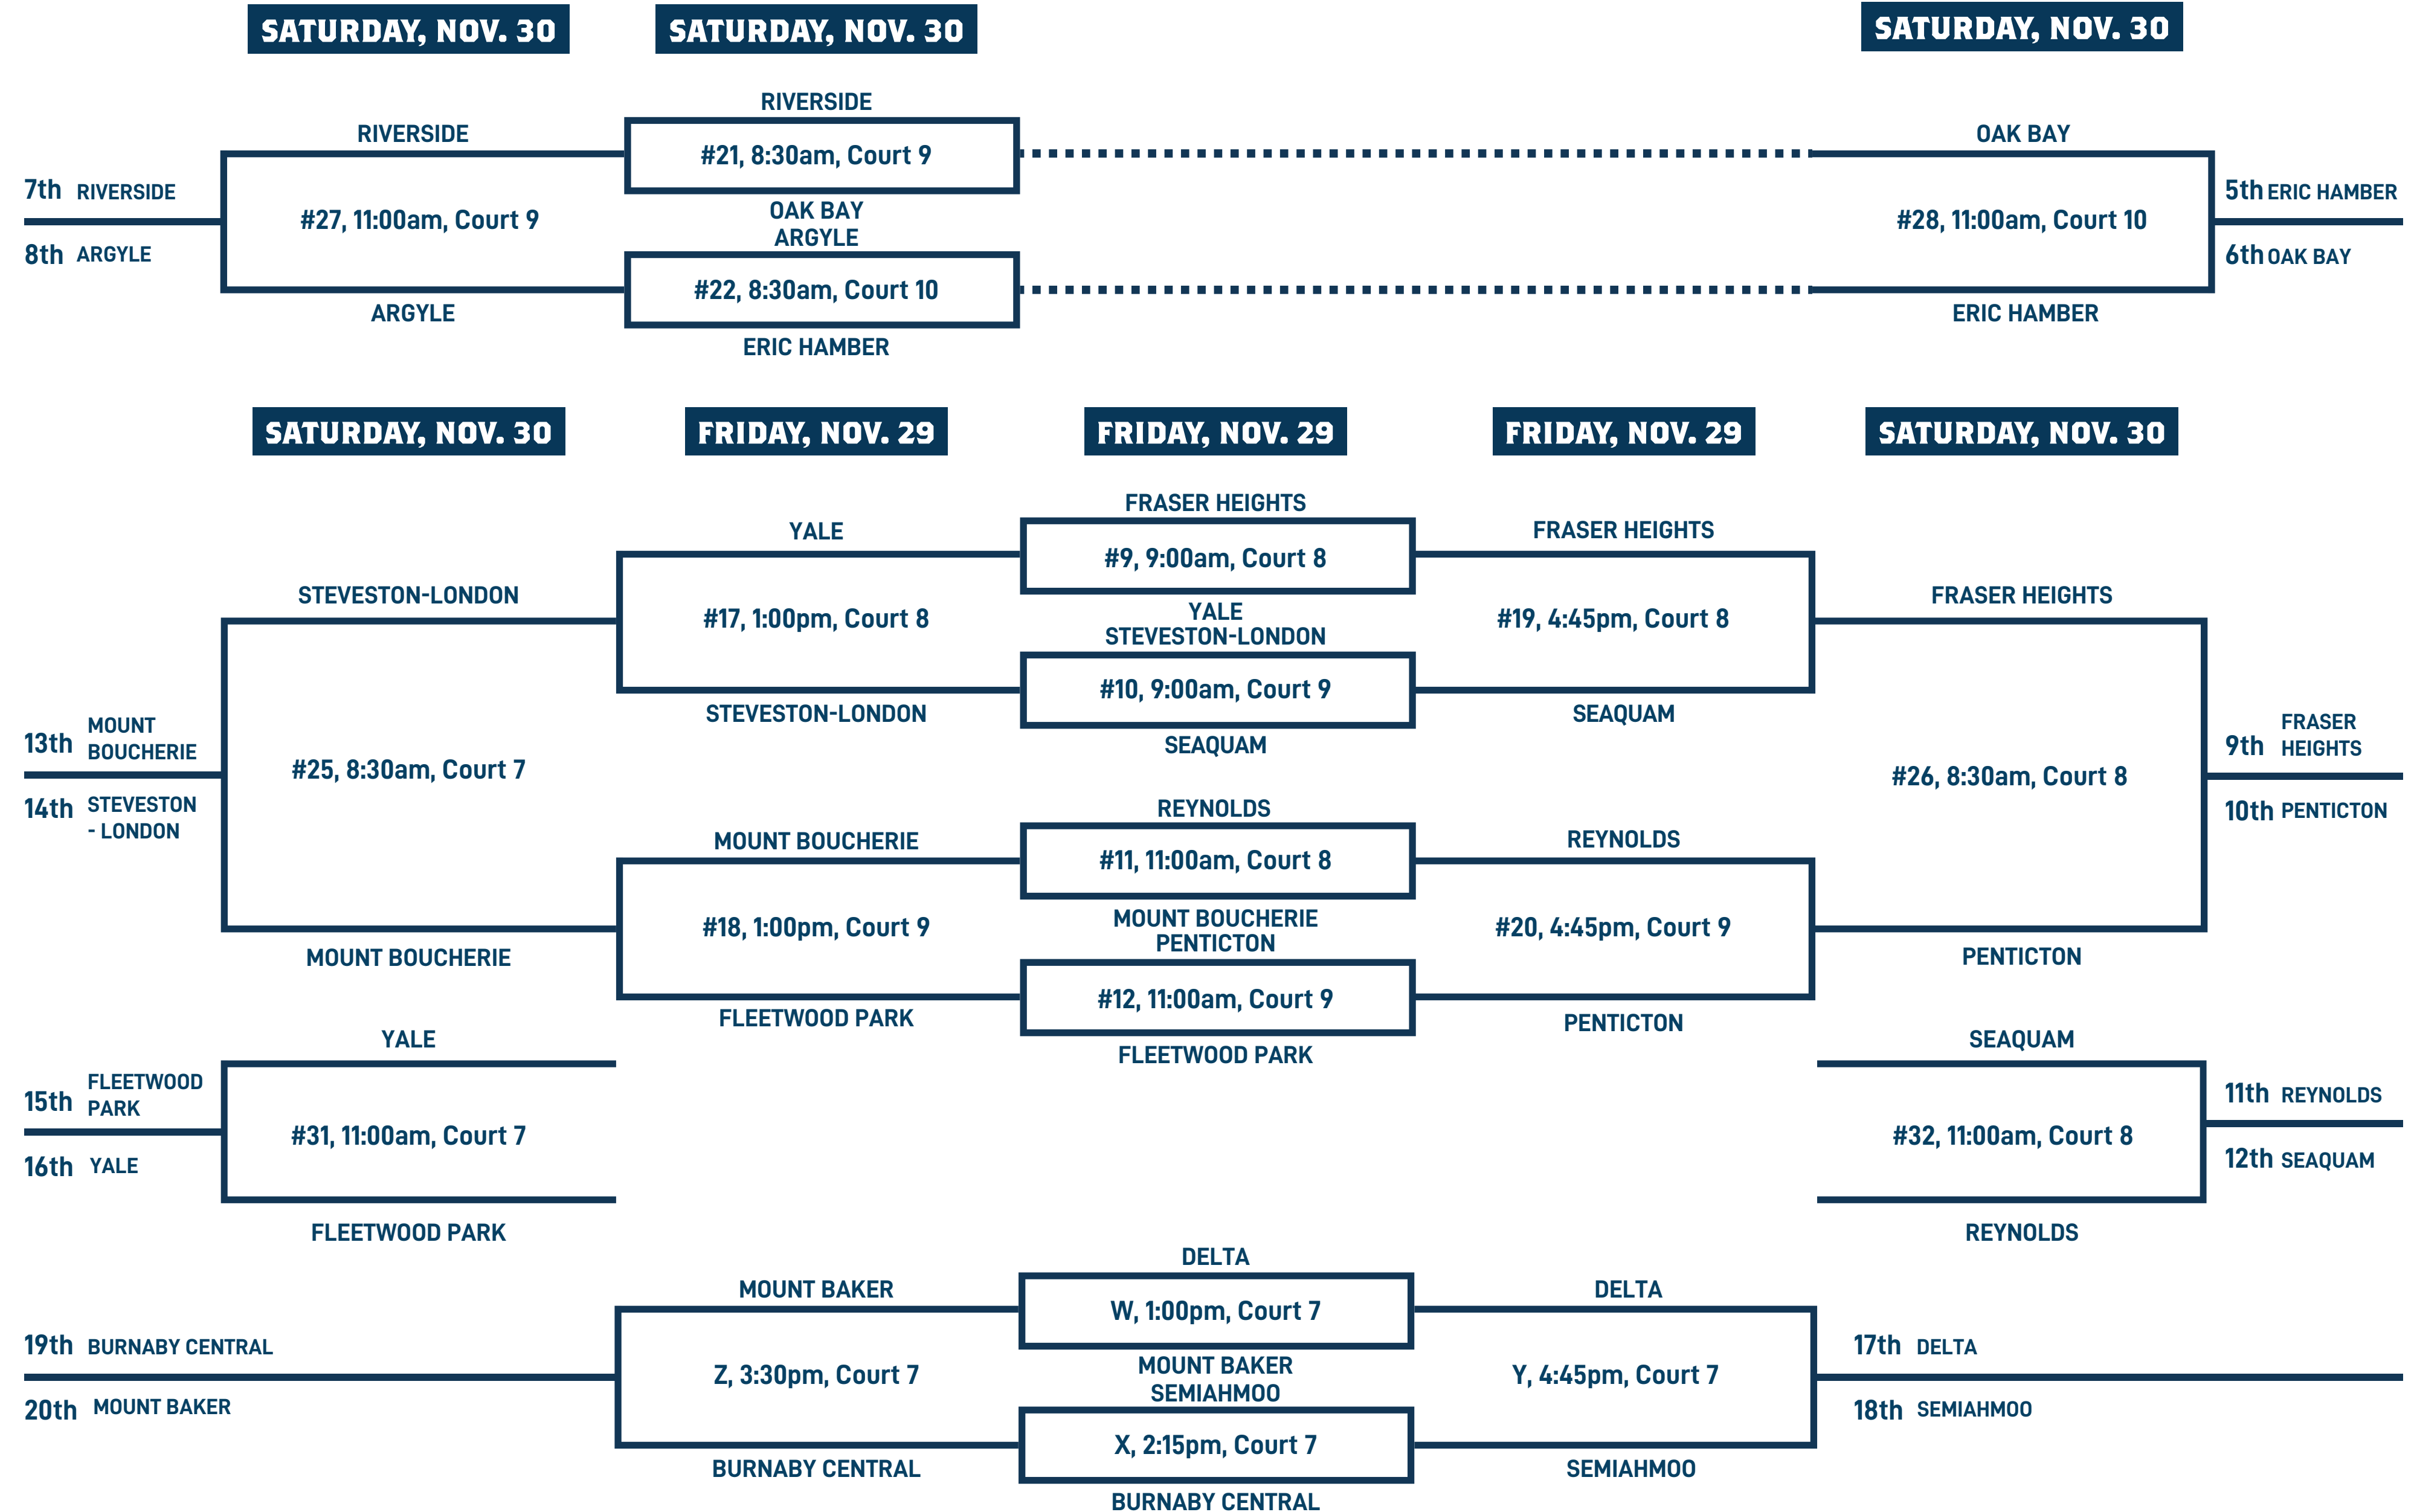 SATURDAY, NOV. 30
SATURDAY, NOV. 30
SATURDAY, NOV. 30
RIVERSIDE
RIVERSIDE
OAK BAY
#21, 8:30am, Court 9
7th RIVERSIDE
#27, 11:00am, Court 9
OAK BAY
#28, 11:00am, Court 10
5th ERIC HAMBER
8th ARGYLE
ARGYLE
6th OAK BAY
#22, 8:30am, Court 10
ARGYLE
ERIC HAMBER
ERIC HAMBER
SATURDAY, NOV. 30
FRIDAY, NOV. 29
FRIDAY, NOV. 29
FRIDAY, NOV. 29
SATURDAY, NOV. 30
FRASER HEIGHTS
YALE
FRASER HEIGHTS
#9, 9:00am, Court 8
STEVESTON-LONDON
FRASER HEIGHTS
#17, 1:00pm, Court 8
YALE
#19, 4:45pm, Court 8
STEVESTON-LONDON
#10, 9:00am, Court 9
STEVESTON-LONDON
SEAQUAM
SEAQUAM
13th MOUNT
BOUCHERIE
#25, 8:30am, Court 7
#26, 8:30am, Court 8
9th FRASER
HEIGHTS
14th STEVESTON
- LONDON
10th PENTICTON
REYNOLDS
MOUNT BOUCHERIE
REYNOLDS
#11, 11:00am, Court 8
#18, 1:00pm, Court 9
MOUNT BOUCHERIE
#20, 4:45pm, Court 9
PENTICTON
MOUNT BOUCHERIE
PENTICTON
#12, 11:00am, Court 9
FLEETWOOD PARK
PENTICTON
YALE
FLEETWOOD PARK
SEAQUAM
15th FLEETWOOD
PARK
#31, 11:00am, Court 7
#32, 11:00am, Court 8
11th REYNOLDS
16th YALE
12th SEAQUAM
FLEETWOOD PARK
REYNOLDS
DELTA
MOUNT BAKER
DELTA
W, 1:00pm, Court 7
19th BURNABY CENTRAL
Z, 3:30pm, Court 7
MOUNT BAKER
Y, 4:45pm, Court 7
17th DELTA
SEMIAHMOO
20th MOUNT BAKER
18th SEMIAHMOO
X, 2:15pm, Court 7
BURNABY CENTRAL
SEMIAHMOO
BURNABY CENTRAL